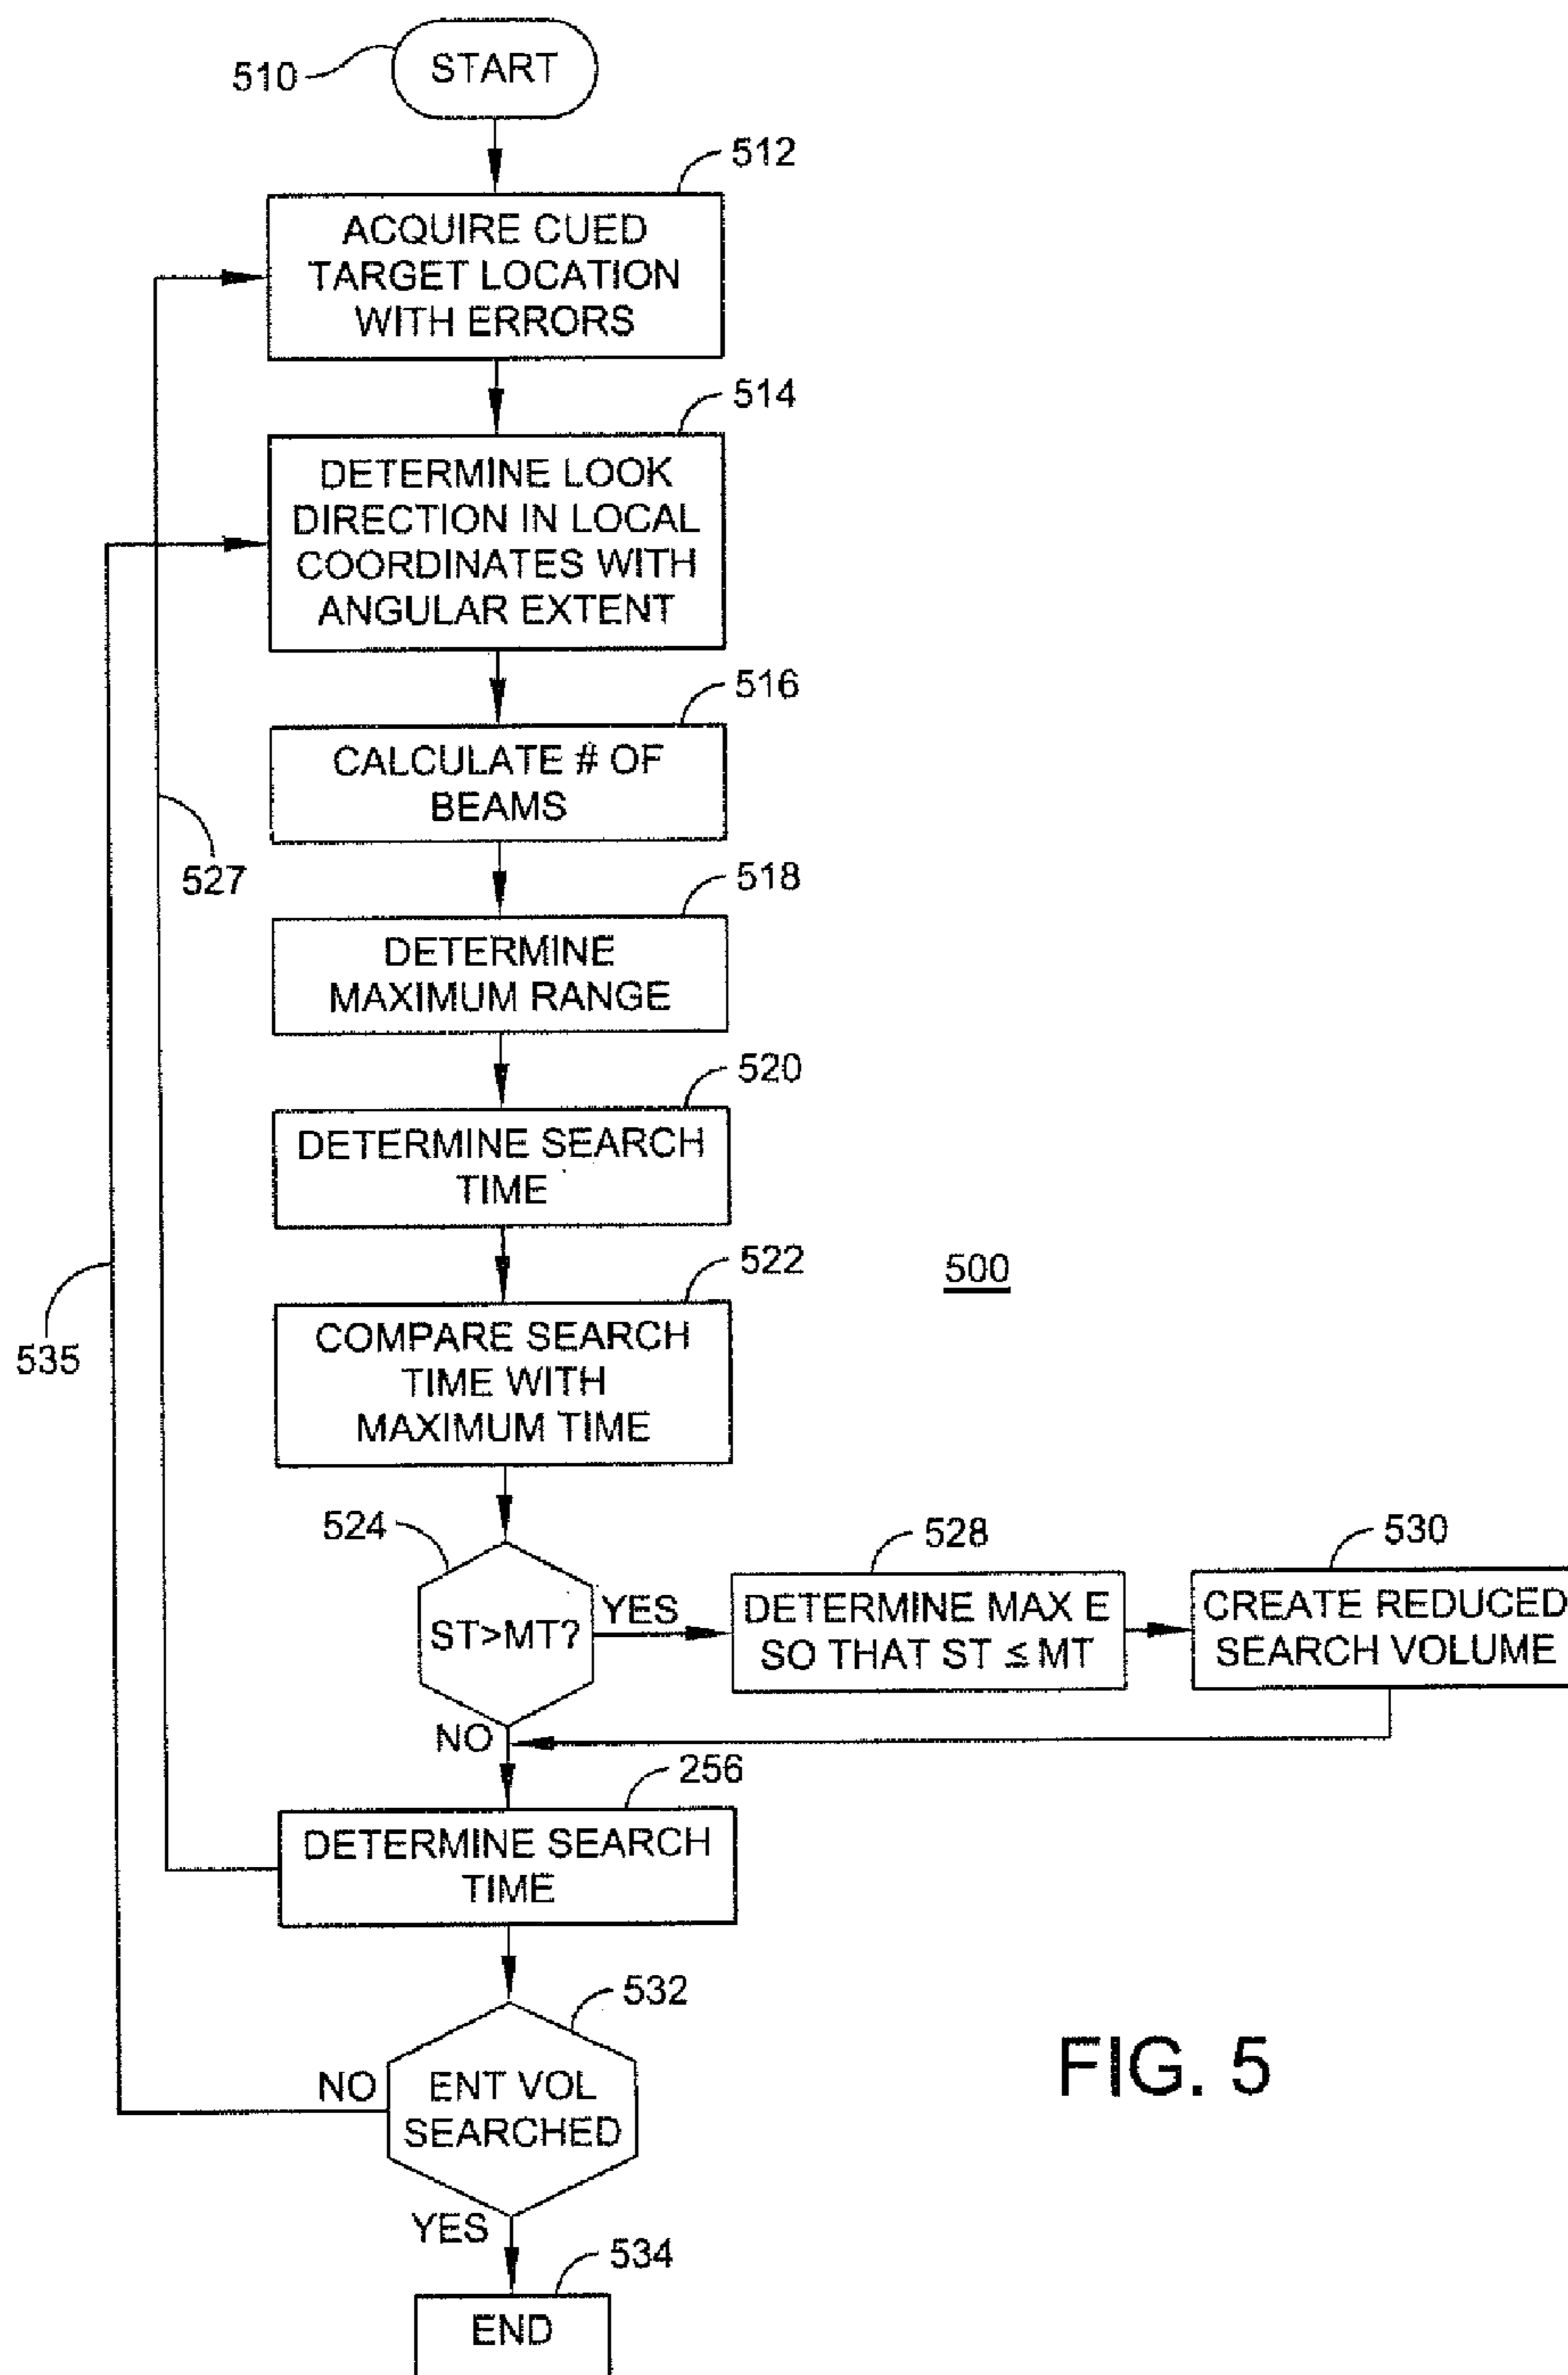 510
START
512
ACQUIRE CUED
TARGET LOCATION
WITH ERRORS
514
DETERMINE LOOK
DIRECTION IN LOCAL
COORDINATES WITH
ANGULAR EXTENT
516
CALCULATE # OF
BEAMS
527
518
DETERMINE
MAXIMUM RANGE
520
DETERMINE SEARCH
TIME
522
500
COMPARE SEARCH
TIME WITH
MAXIMUM TIME
535
524
ST>MT?
YES
528
DETERMINE MAX E
SO THAT ST ≤ MT
530
CREATE REDUCED
SEARCH VOLUME
NO
256
DETERMINE SEARCH
TIME
532
NO
ENT VOL
SEARCHED
YES
534
END
FIG. 5